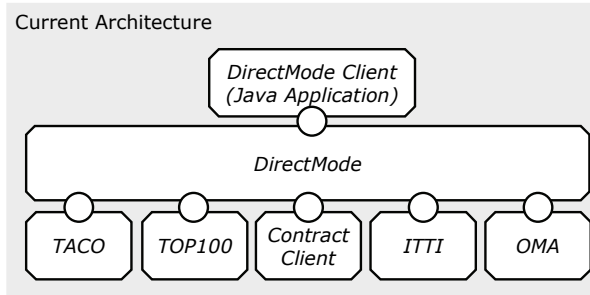 Current Architecture
DirectMode Client
(Java Application)
DirectMode
TACO
TOP100
Contract
Client
ITTI
OMA